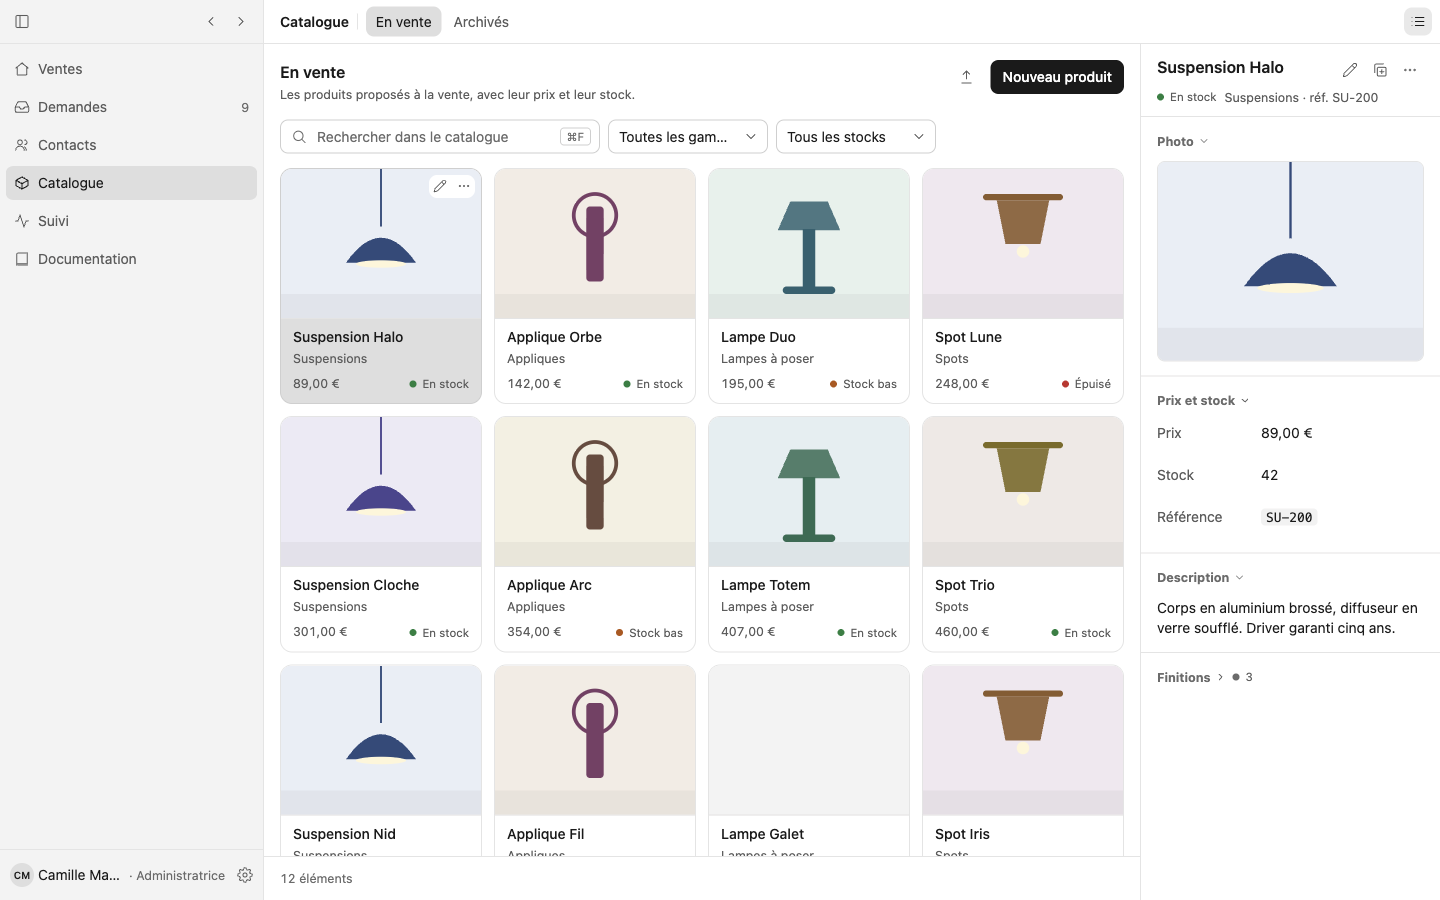 Ventes
Demandes 9
Contacts
Catalogue
Suivi
Documentation
CM Camille Ma... · Administratrice
Catalogue En vente Archivés
En vente
Les produits proposés à la vente, avec leur prix et leur stock.
Nouveau produit
Rechercher dans le catalogue ⌘F Toutes les gam... Tous les stocks
Suspension Halo
Suspensions
89,00 € En stock
Applique Orbe
Appliques
142,00 € En stock
Lampe Duo
Lampes à poser
195,00 € Stock bas
Spot Lune
Spots
248,00 € Épuisé
Suspension Cloche
Suspensions
301,00 € En stock
Applique Arc
Appliques
354,00 € Stock bas
Lampe Totem
Lampes à poser
407,00 € En stock
Spot Trio
Spots
460,00 € En stock
Suspension Nid
Suspensions
Applique Fil
Appliques
Lampe Galet
Lampes à poser
Spot Iris
Spots
12 éléments
Suspension Halo
En stock Suspensions · réf. SU-200
Photo
Prix et stock
Prix 89,00 €
Stock 42
Référence SU-200
Description
Corps en aluminium brossé, diffuseur en
verre soufflé. Driver garanti cinq ans.
Finitions 3